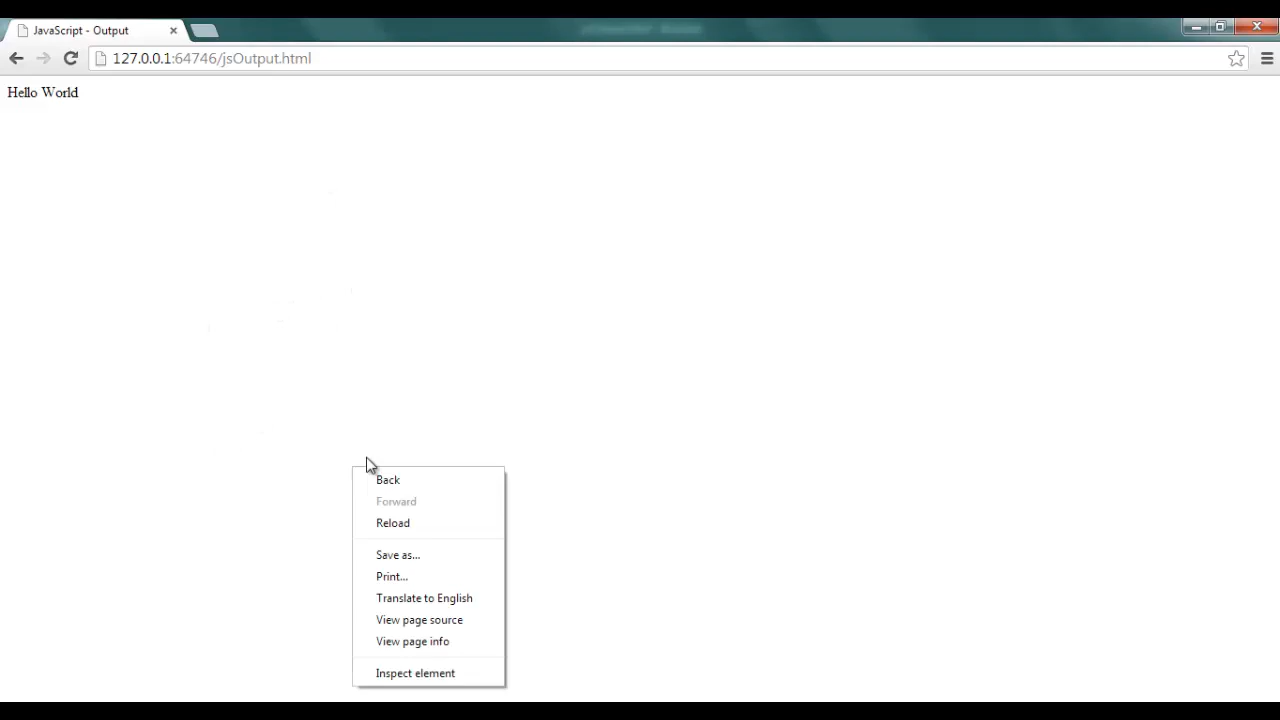 JavaScript - Output
127.0.0.1:64746/jsOutput.html
Hello World
Back
Forward
Reload
Save as...
Print...
Translate to English
View page source
View page info
Inspect element